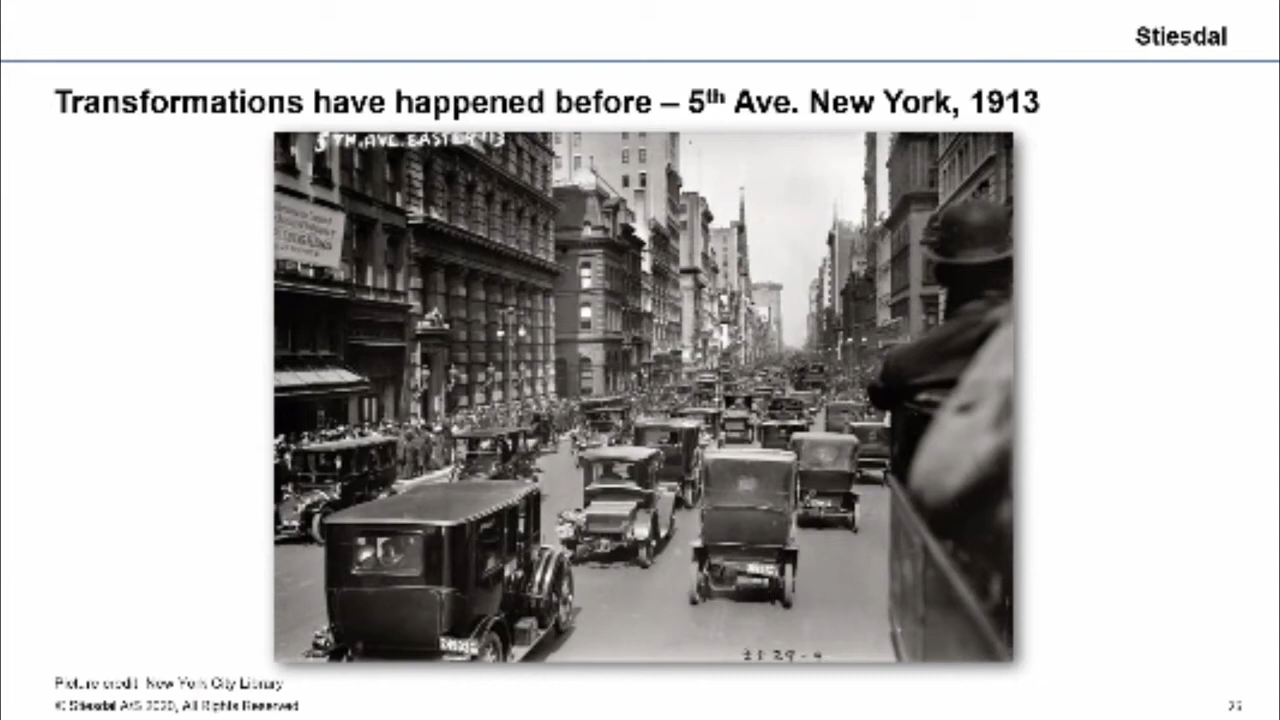 Stiesdal
Transformations have happened before – 5th Ave. New York, 1913
5TH. AVE. EASTER '13
Picture credit: New York City Library
© Stiesdal A/S 2020, All Rights Reserved